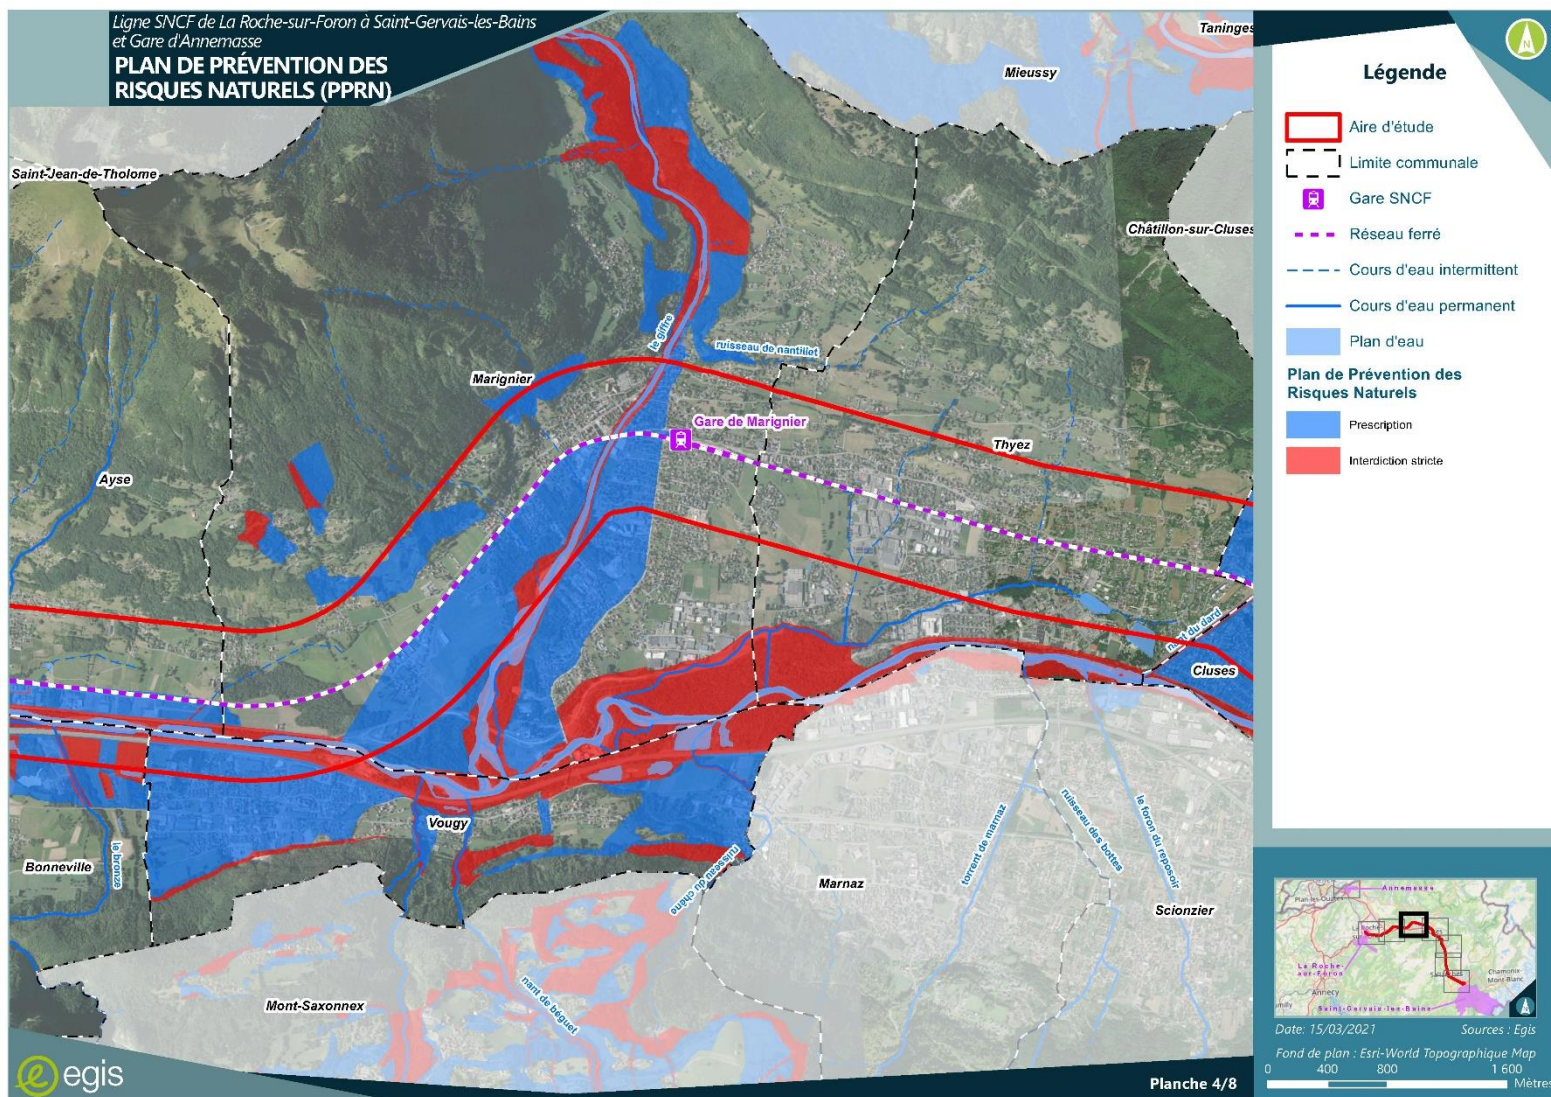 Ligne SNCF de La Roche-sur-Foron à Saint-Gervais-les-Bains
et Gare d'Annemasse
PLAN DE PRÉVENTION DES
RISQUES NATURELS (PPRN)
Taninges
Mieussy
Saint-Jean-de-Tholome
Châtillon-sur-Cluses
le giffre
ruisseau de nantillet
Marignier
Gare de Marignier
Thyez
Ayse
nant du dard
Cluses
Vougy
le bronze
Bonneville
ruisseau du chêne
Marnaz
torrent de marnaz
ruisseau des bottes
le foron du reposoir
Scionzier
Mont-Saxonnex
nant de béguet
egis
Planche 4/8
N
Légende
Aire d'étude
Limite communale
Gare SNCF
Réseau ferré
Cours d'eau intermittent
Cours d'eau permanent
Plan d'eau
Plan de Prévention des
Risques Naturels
Prescription
Interdiction stricte
Annemasse
Plan-les-Ouates
La Roche-
sur-Foron
Chamonix-
Mont-Blanc
Annecy
Saint-Gervais-les-Bains
Date: 15/03/2021
Sources : Egis
Fond de plan : Esri-World Topographique Map
0 400 800 1 600
Mètres